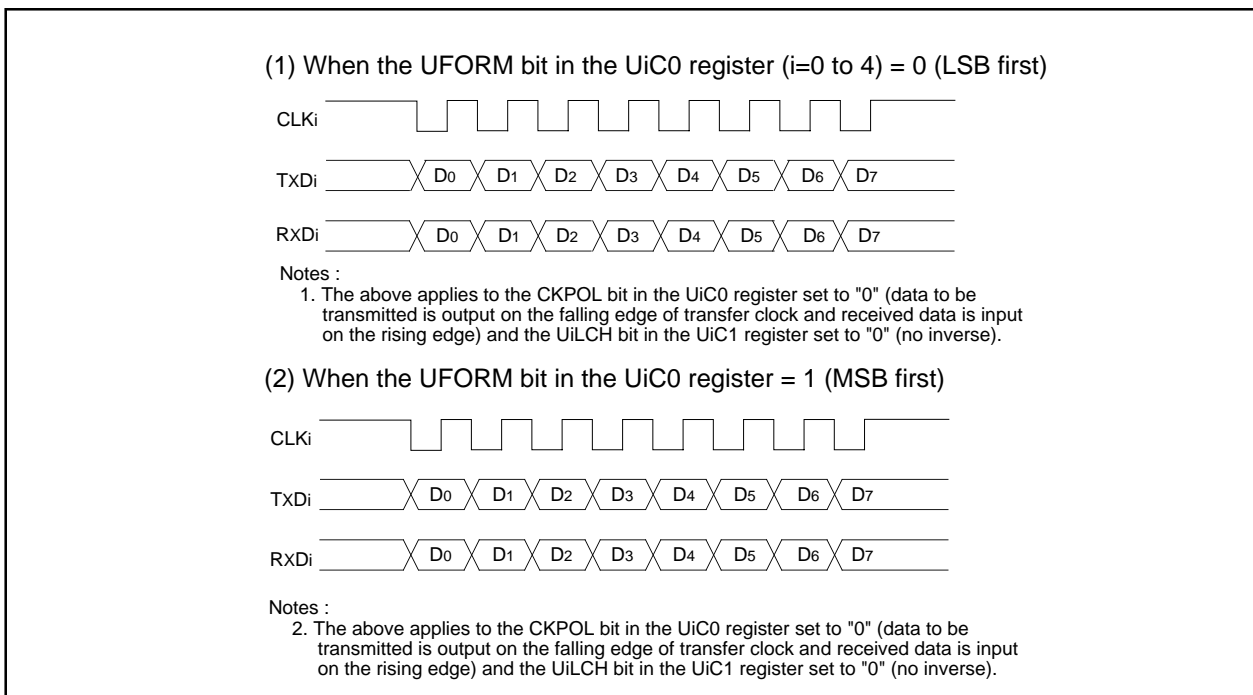 (1) When the UFORM bit in the UiC0 register (i=0 to 4) = 0 (LSB first)
CLKi
TXDi D0 D1 D2 D3 D4 D5 D6 D7
RXDi D0 D1 D2 D3 D4 D5 D6 D7
Notes :
1. The above applies to the CKPOL bit in the UiC0 register set to "0" (data to be
transmitted is output on the falling edge of transfer clock and received data is input
on the rising edge) and the UiLCH bit in the UiC1 register set to "0" (no inverse).
(2) When the UFORM bit in the UiC0 register = 1 (MSB first)
CLKi
TXDi D0 D1 D2 D3 D4 D5 D6 D7
RXDi D0 D1 D2 D3 D4 D5 D6 D7
Notes :
2. The above applies to the CKPOL bit in the UiC0 register set to "0" (data to be
transmitted is output on the falling edge of transfer clock and received data is input
on the rising edge) and the UiLCH bit in the UiC1 register set to "0" (no inverse).